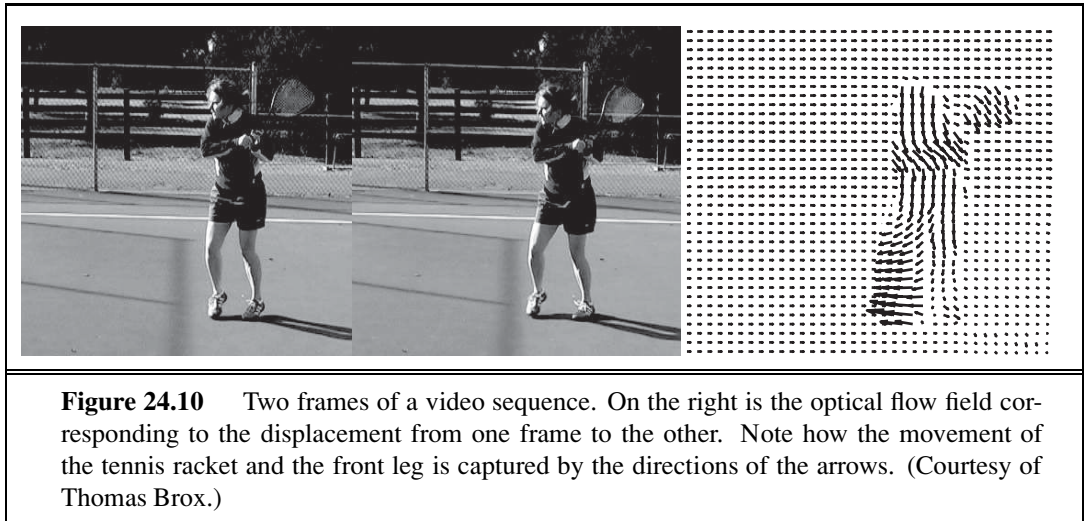 Figure 24.10 Two frames of a video sequence. On the right is the optical flow field cor-
responding to the displacement from one frame to the other. Note how the movement of
the tennis racket and the front leg is captured by the directions of the arrows. (Courtesy of
Thomas Brox.)